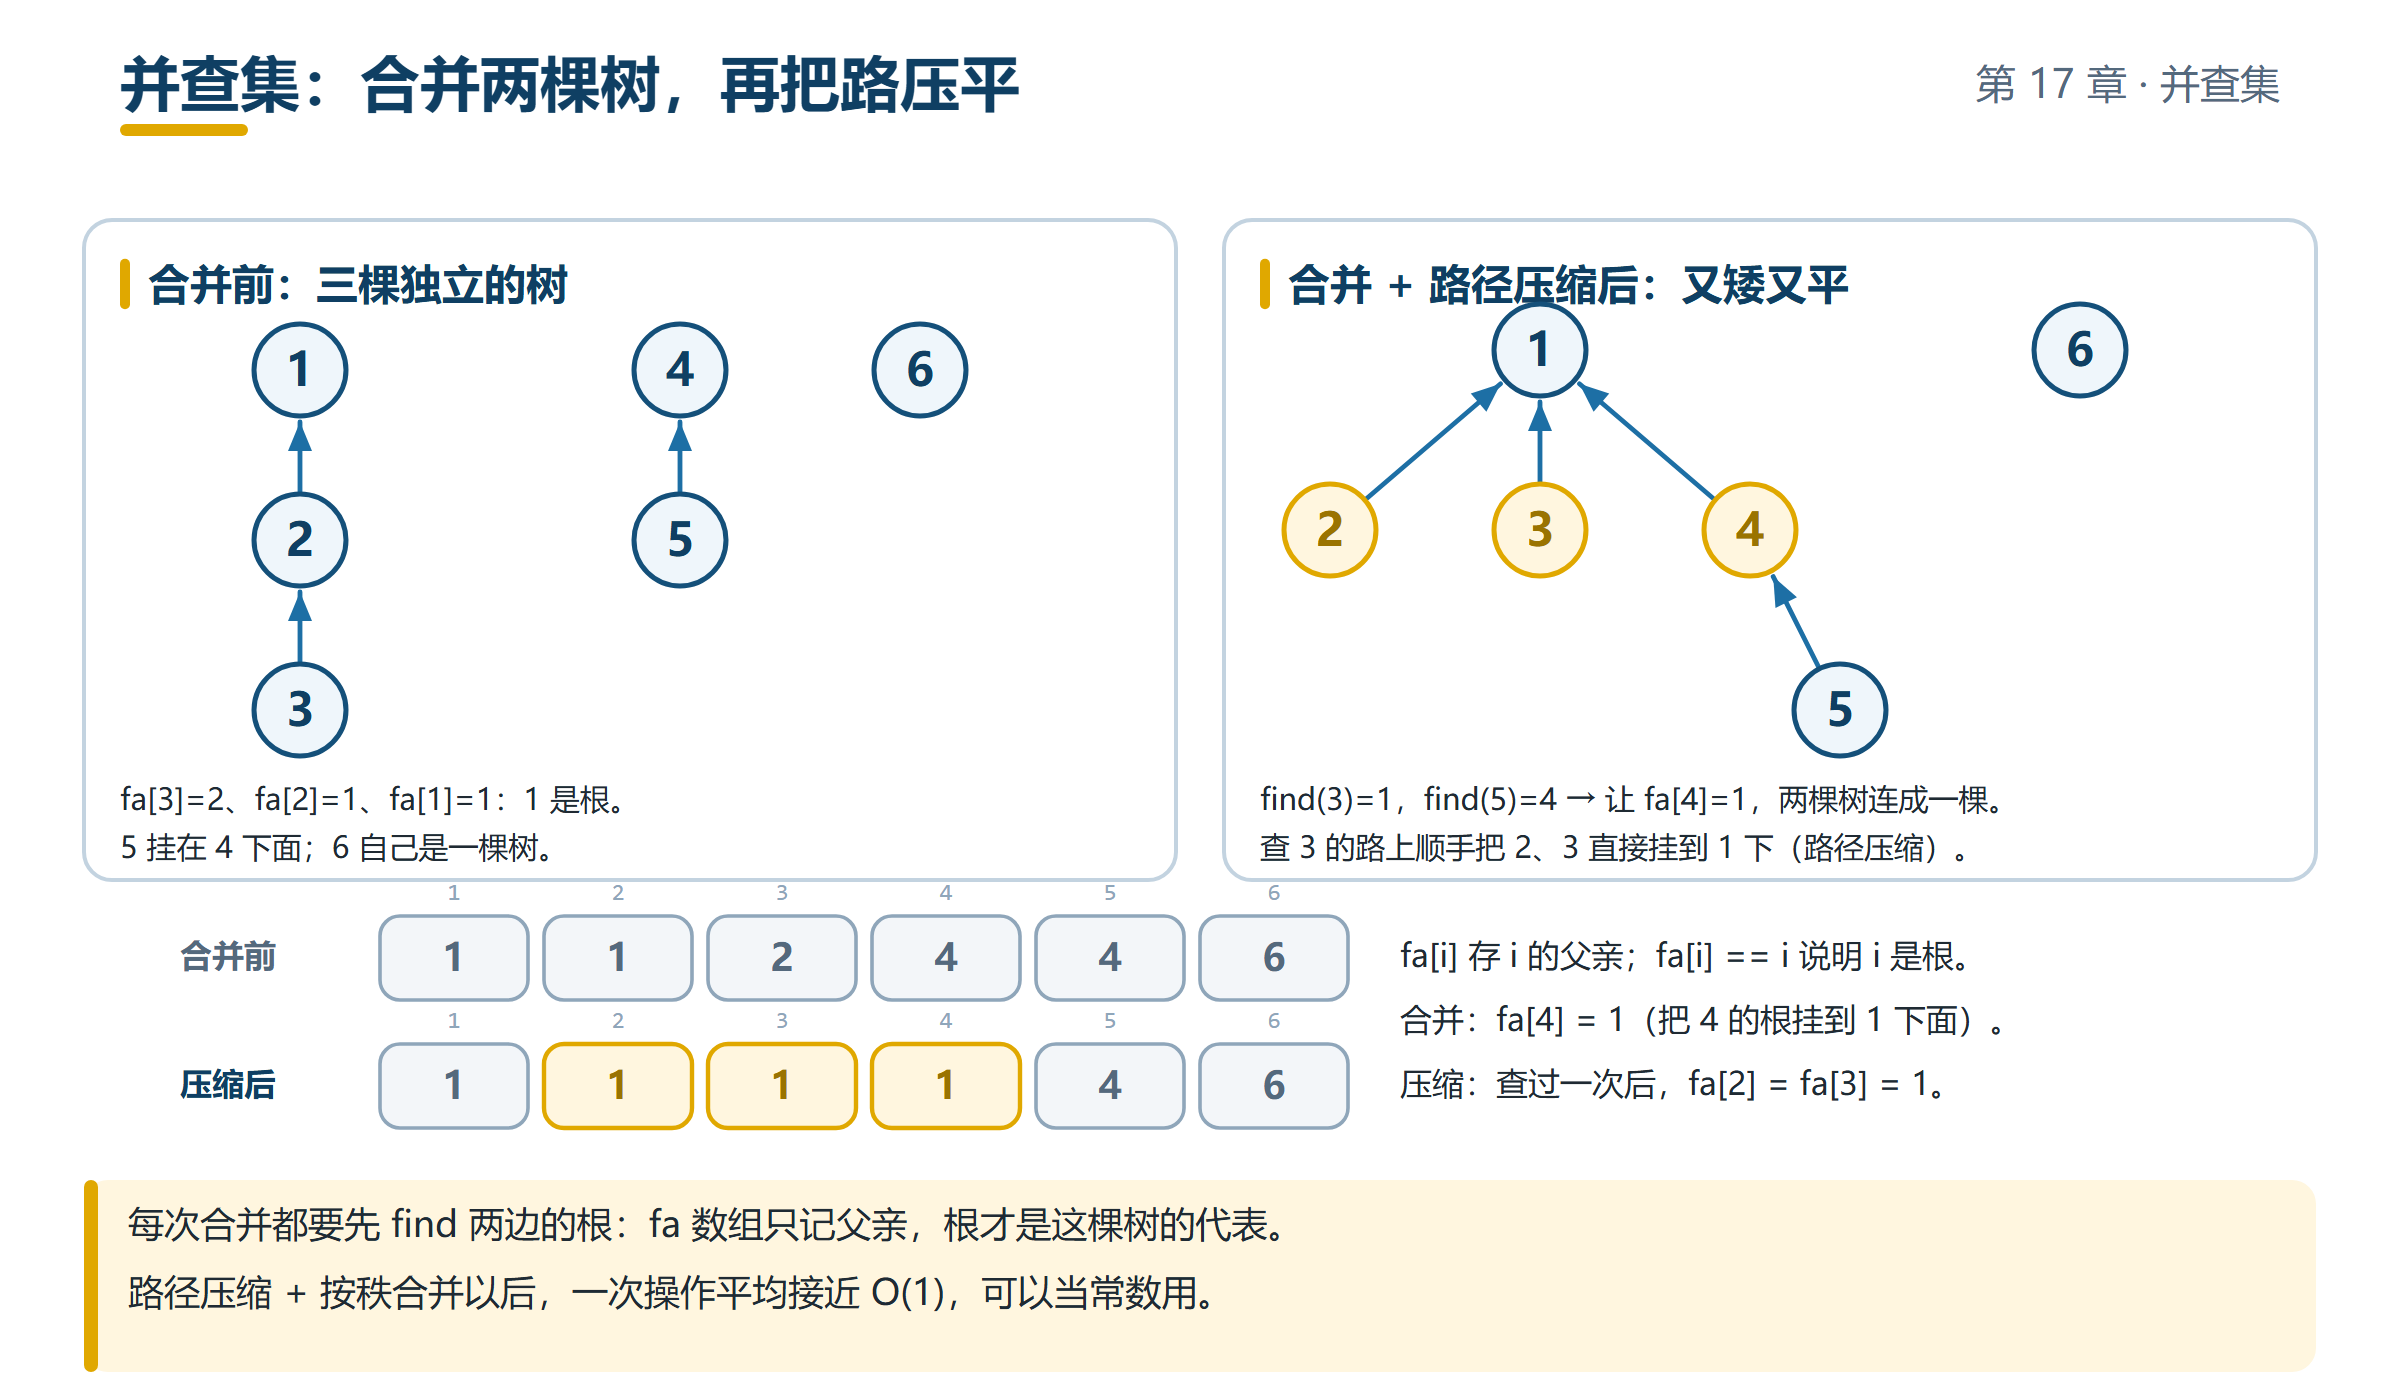 并查集：合并两棵树，再把路压平
第 17 章 · 并查集
合并前：三棵独立的树
1
4
6
2
5
3
fa[3]=2、fa[2]=1、fa[1]=1：1 是根。
5 挂在 4 下面；6 自己是一棵树。
合并 + 路径压缩后：又矮又平
1
6
2
3
4
5
find(3)=1，find(5)=4 → 让 fa[4]=1，两棵树连成一棵。
查 3 的路上顺手把 2、3 直接挂到 1 下（路径压缩）。
1 2 3 4 5 6
合并前 1 1 2 4 4 6
1 2 3 4 5 6
压缩后 1 1 1 1 4 6
fa[i] 存 i 的父亲；fa[i] == i 说明 i 是根。
合并：fa[4] = 1（把 4 的根挂到 1 下面）。
压缩：查过一次后，fa[2] = fa[3] = 1。
每次合并都要先 find 两边的根：fa 数组只记父亲，根才是这棵树的代表。
路径压缩 + 按秩合并以后，一次操作平均接近 O(1)，可以当常数用。